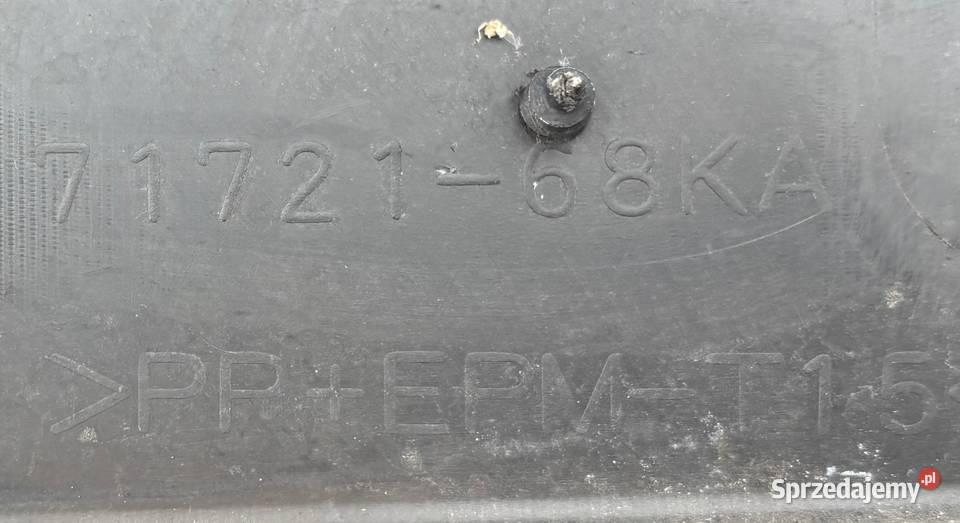 71721-68KA
>PP+EPM-T15<
Sprzedajemy.pl